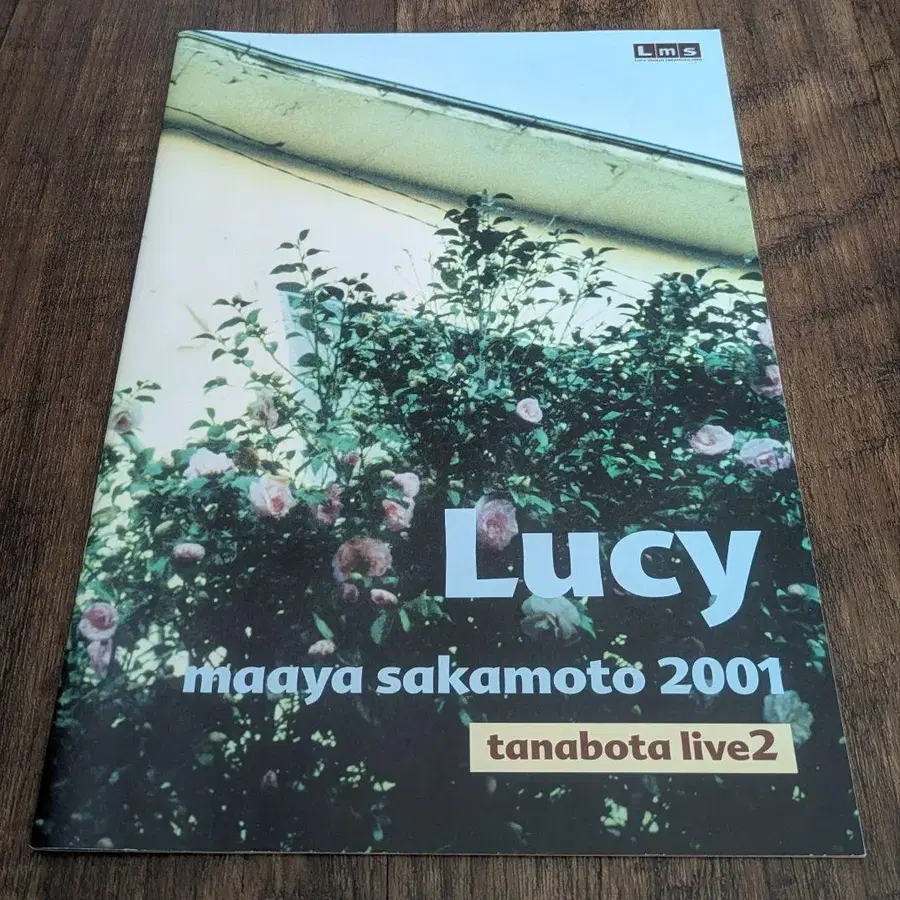 Lms
Lucy
maaya sakamoto 2001
tanabota live2